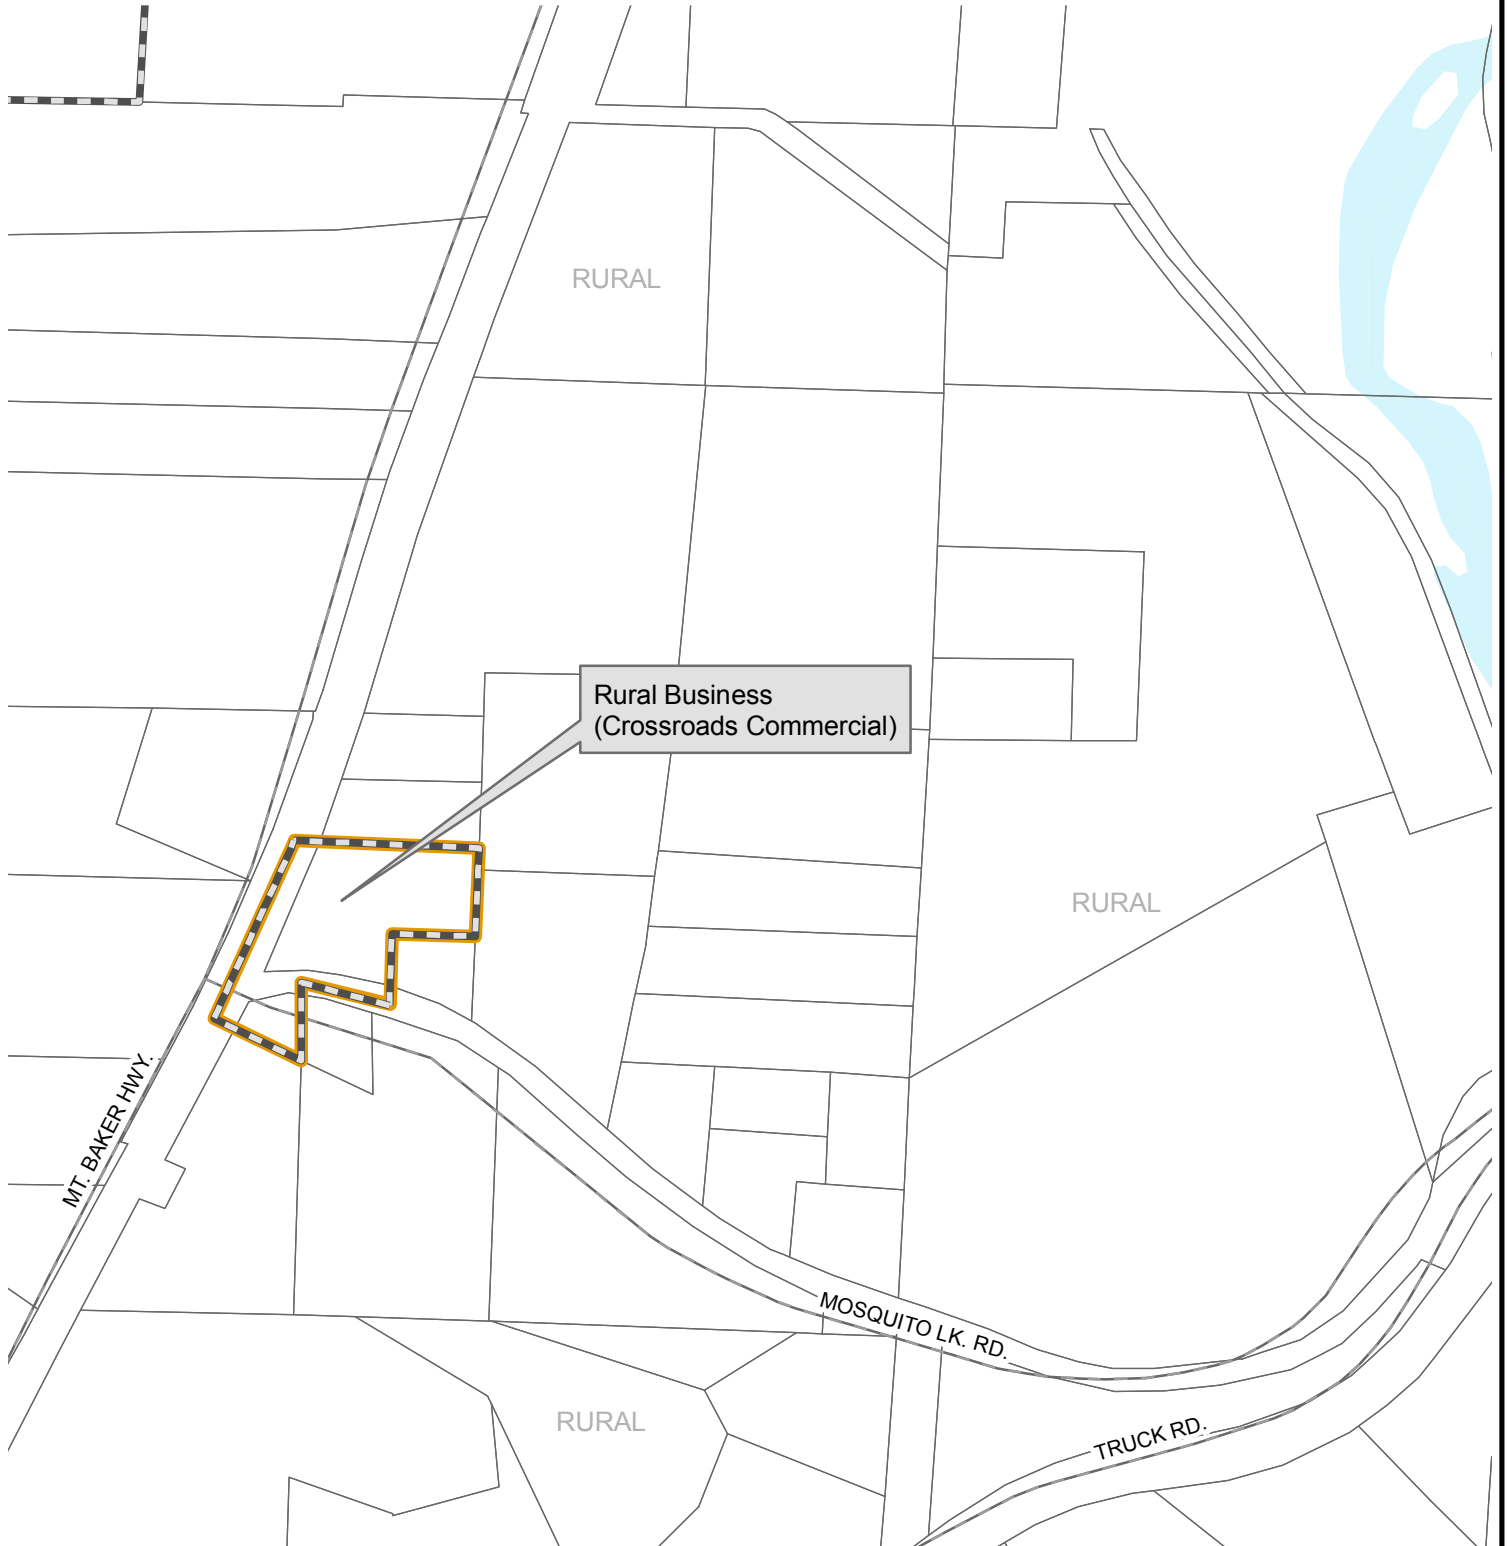 RURAL
Rural Business
(Crossroads Commercial)
RURAL
MT. BAKER HWY.
MOSQUITO LK. RD.
RURAL
TRUCK RD.